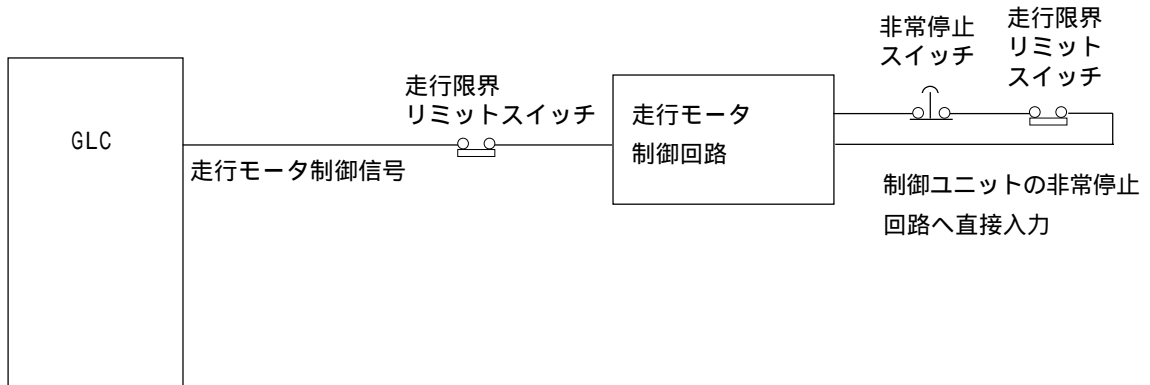 非常停止
スイッチ
走行限界
リミット
スイッチ
走行限界
リミットスイッチ
走行モータ
制御回路
GLC
走行モータ制御信号
制御ユニットの非常停止
回路へ直接入力